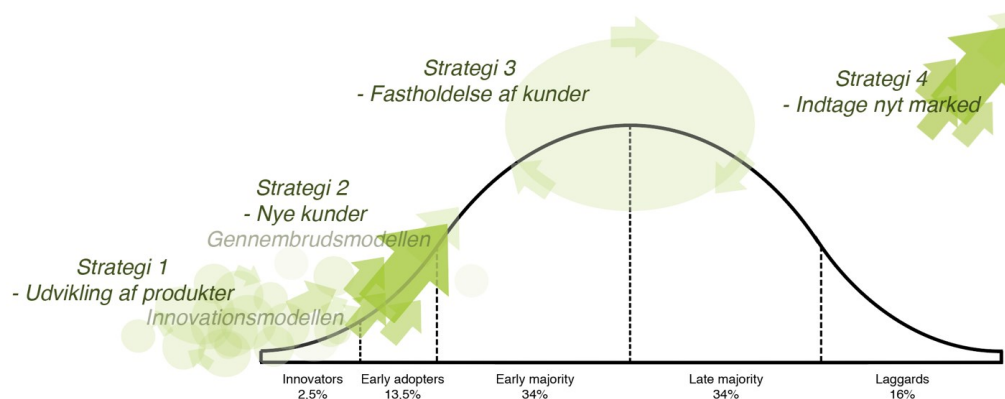 Strategi 3
- Fastholdelse af kunder
Strategi 4
- Indtage nyt marked
Strategi 2
- Nye kunder
Gennembrudsmodellen
Strategi 1
- Udvikling af produkter
Innovationsmodellen
Innovators
2.5%
Early adopters
13.5%
Early majority
34%
Late majority
34%
Laggards
16%